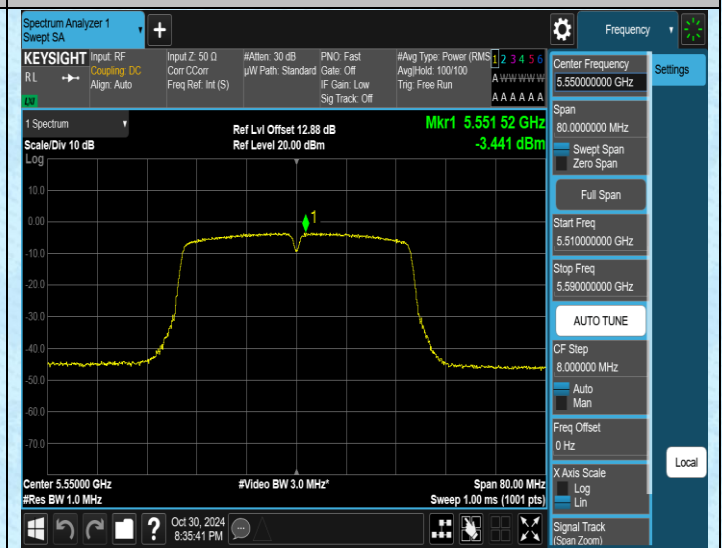 Spectrum Analyzer 1
Swept SA
+
Frequency
KEYSIGHT
RL
LXI
Input: RF
Coupling: DC
Align: Auto
Input Z: 50 Ω
Corr CCorr
Freq Ref: Int (S)
#Atten: 30 dB
µW Path: Standard
PNO: Fast
Gate: Off
IF Gain: Low
Sig Track: Off
#Avg Type: Power (RMS
Avg|Hold: 100/100
Trig: Free Run
1 2 3 4 5 6
A W W W W W
A A A A A A
1 Spectrum
Scale/Div 10 dB
Log
Ref Lvl Offset 12.88 dB
Ref Level 20.00 dBm
Mkr1 5.551 52 GHz
-3.441 dBm
10.0
0.00
-10.0
-20.0
-30.0
-40.0
-50.0
-60.0
-70.0
1
Center 5.55000 GHz
#Res BW 1.0 MHz
#Video BW 3.0 MHz*
Span 80.00 MHz
Sweep 1.00 ms (1001 pts)
Oct 30, 2024
8:35:41 PM
?
Center Frequency
5.550000000 GHz
Span
80.0000000 MHz
Swept Span
Zero Span
Full Span
Start Freq
5.510000000 GHz
Stop Freq
5.590000000 GHz
AUTO TUNE
CF Step
8.000000 MHz
Auto
Man
Freq Offset
0 Hz
X Axis Scale
Log
Lin
Signal Track
(Span Zoom)
Settings
Local